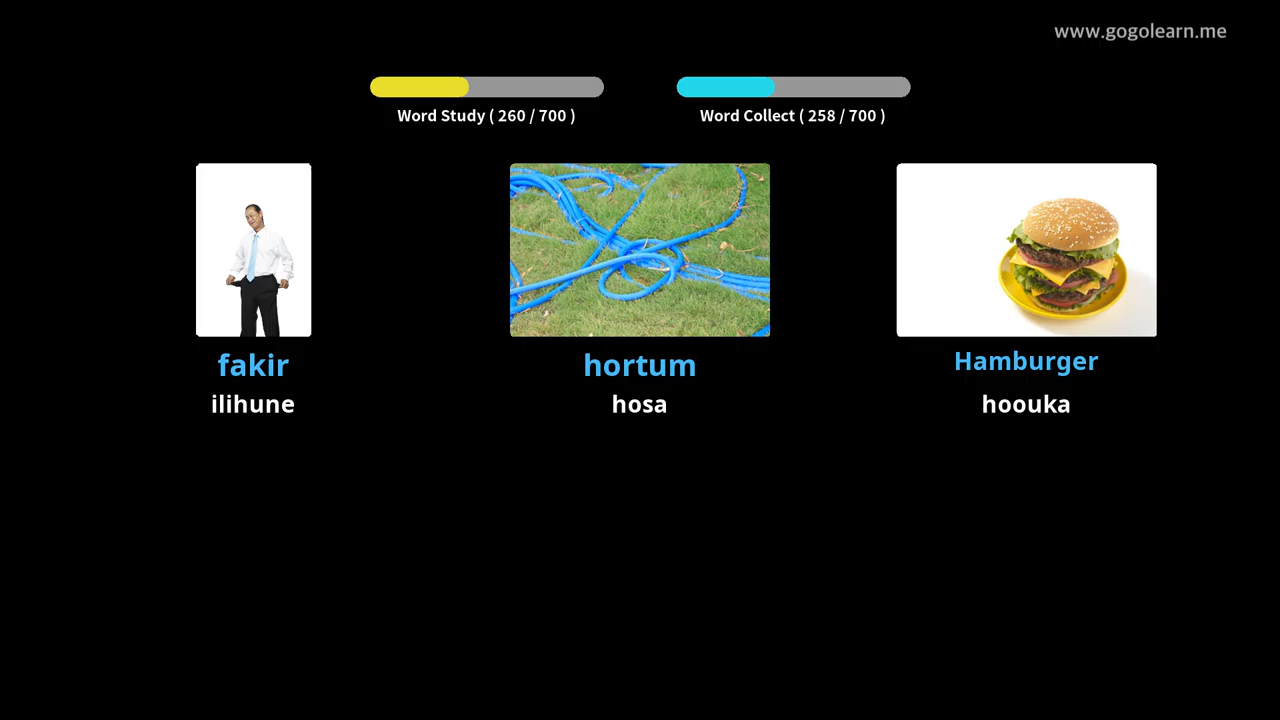 www.gogolearn.me
Word Study ( 260 / 700 )
Word Collect ( 258 / 700 )
fakir
hortum
Hamburger
ilihune
hosa
hoouka